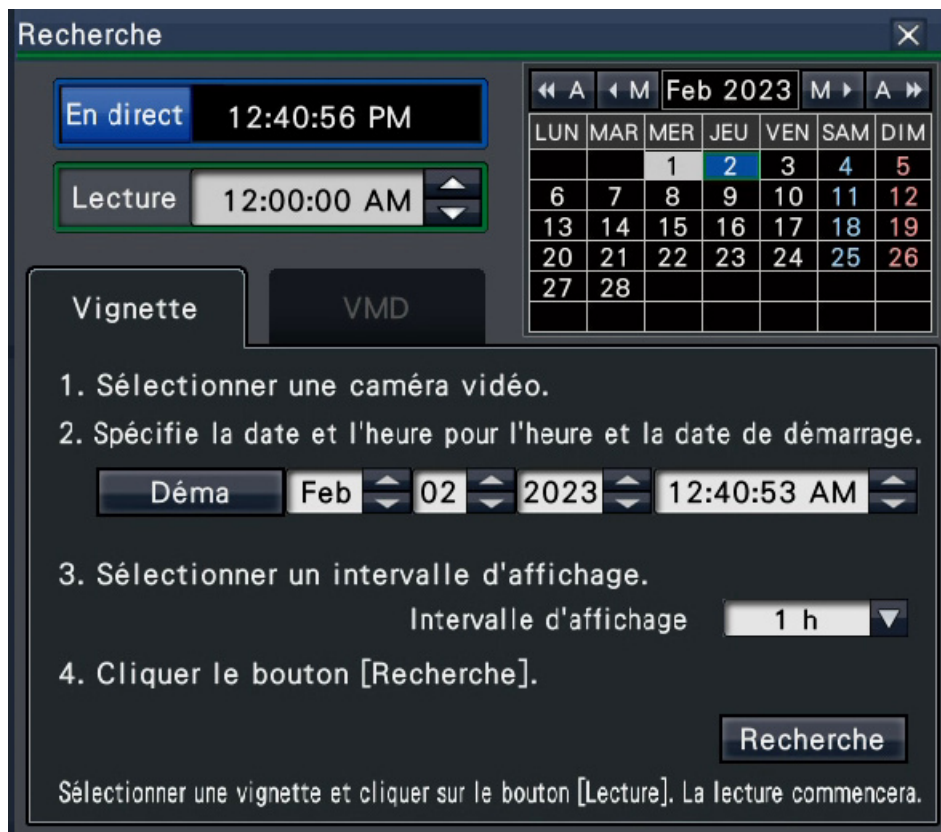 Recherche
En direct 12:40:56 PM
Lecture 12:00:00 AM
A M Feb 2023 M A
LUN MAR MER JEU VEN SAM DIM
1 2 3 4 5
6 7 8 9 10 11 12
13 14 15 16 17 18 19
20 21 22 23 24 25 26
27 28
Vignette VMD
1. Sélectionner une caméra vidéo.
2. Spécifie la date et l'heure pour l'heure et la date de démarrage.
Déma Feb 02 2023 12:40:53 AM
3. Sélectionner un intervalle d'affichage.
Intervalle d'affichage 1 h
4. Cliquer le bouton [Recherche].
Recherche
Sélectionner une vignette et cliquer sur le bouton [Lecture]. La lecture commencera.